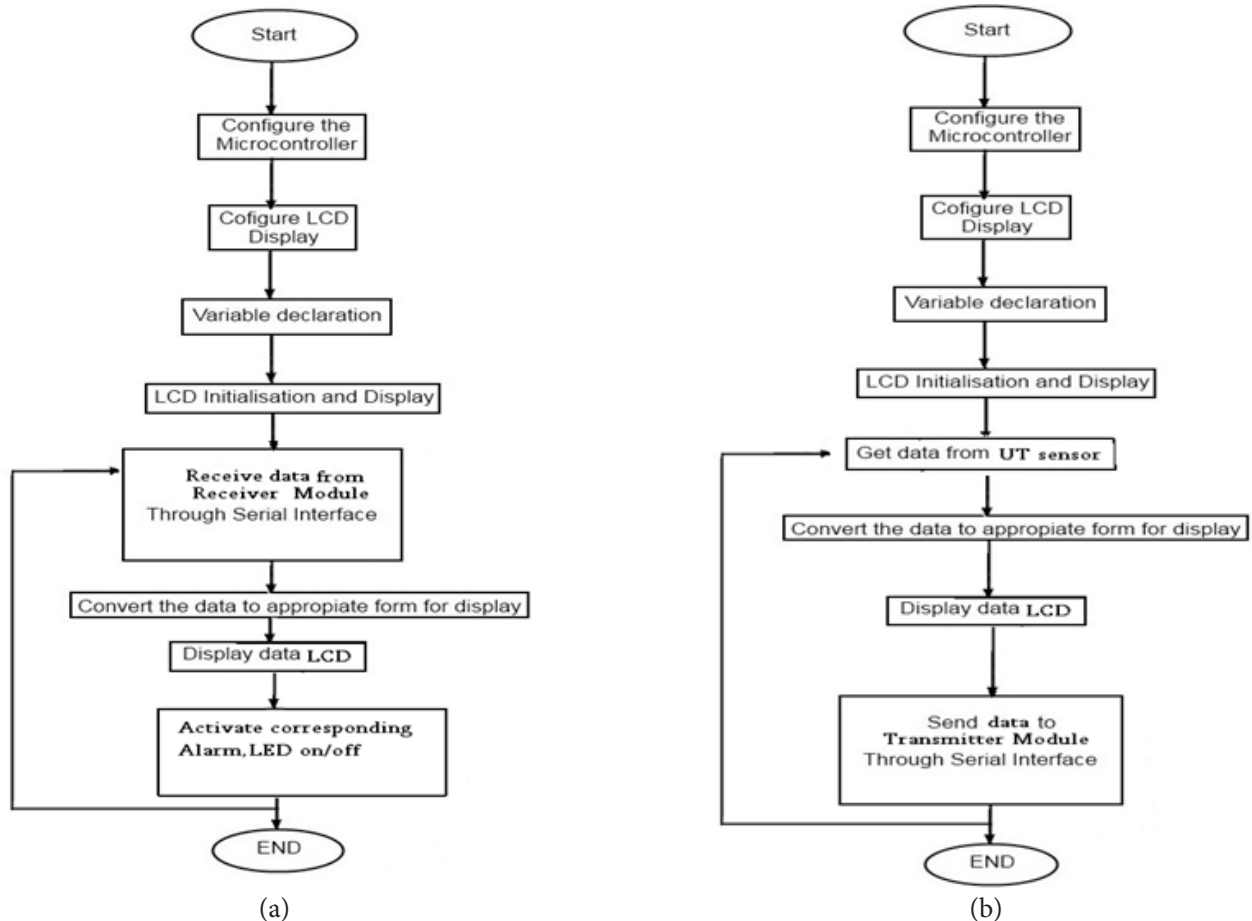 Start
Configure the
Microcontroller
Cofigure LCD
Display
Variable declaration
LCD Initialisation and Display
Receive data from
Receiver Module
Through Serial Interface
Convert the data to appropiate form for display
Display data LCD
Activate corresponding
Alarm,LED on/off
END
(a)
Start
Configure the
Microcontroller
Cofigure LCD
Display
Variable declaration
LCD Initialisation and Display
Get data from UT sensor
Convert the data to appropiate form for display
Display data LCD
Send data to
Transmitter Module
Through Serial Interface
END
(b)